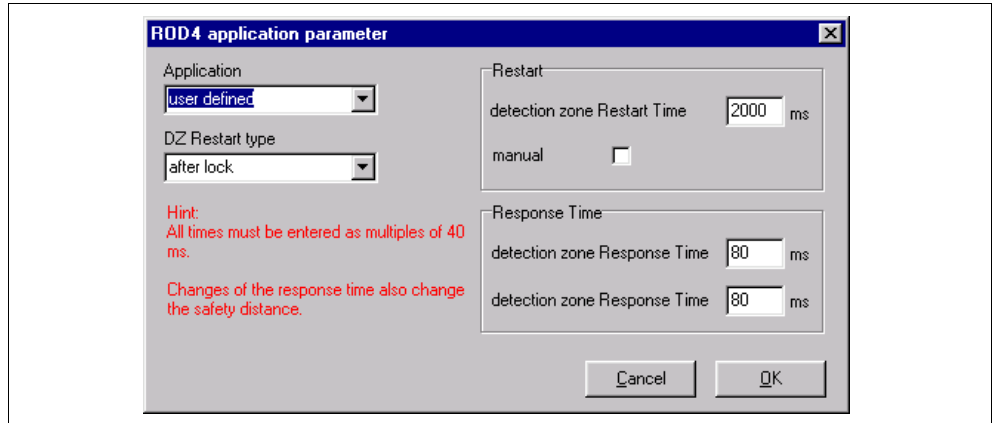 ROD4 application parameter
Application
user defined
DZ Restart type
after lock
Hint:
All times must be entered as multiples of 40
ms.
Changes of the response time also change
the safety distance.
Restart
detection zone Restart Time 2000 ms
manual
Response Time
detection zone Response Time 80 ms
detection zone Response Time 80 ms
Cancel OK